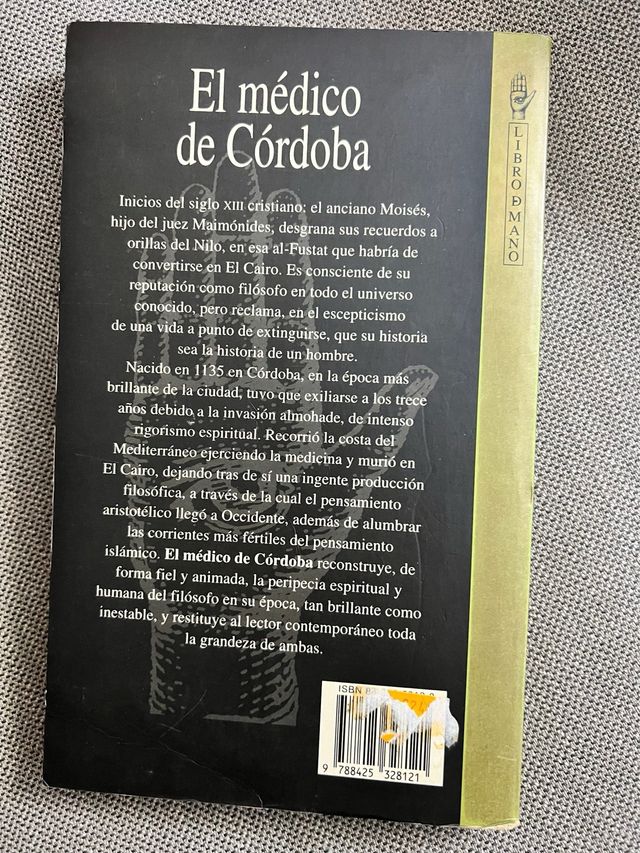 El médico
de Córdoba
Inicios del siglo XIII cristiano: el anciano Moisés,
hijo del juez Maimónides, desgrana sus recuerdos a
orillas del Nilo, en esa al-Fustat que habría de
convertirse en El Cairo. Es consciente de su
reputación como filósofo en todo el universo
conocido, pero reclama, en el escepticismo
de una vida a punto de extinguirse, que su historia
sea la historia de un hombre.
Nacido en 1135 en Córdoba, en la época más
brillante de la ciudad, tuvo que exiliarse a los trece
años debido a la invasión almohade, de intenso
rigorismo espiritual. Recorrió la costa del
Mediterráneo ejerciendo la medicina y murió en
El Cairo, dejando tras de sí una ingente producción
filosófica, a través de la cual el pensamiento
aristotélico llegó a Occidente, además de alumbrar
las corrientes más fértiles del pensamiento
islámico. El médico de Córdoba reconstruye, de
forma fiel y animada, la peripecia espiritual y
humana del filósofo en su época, tan brillante como
inestable, y restituye al lector contemporáneo toda
la grandeza de ambas.
LIBRO D MANO
ISBN
9 788425 328121